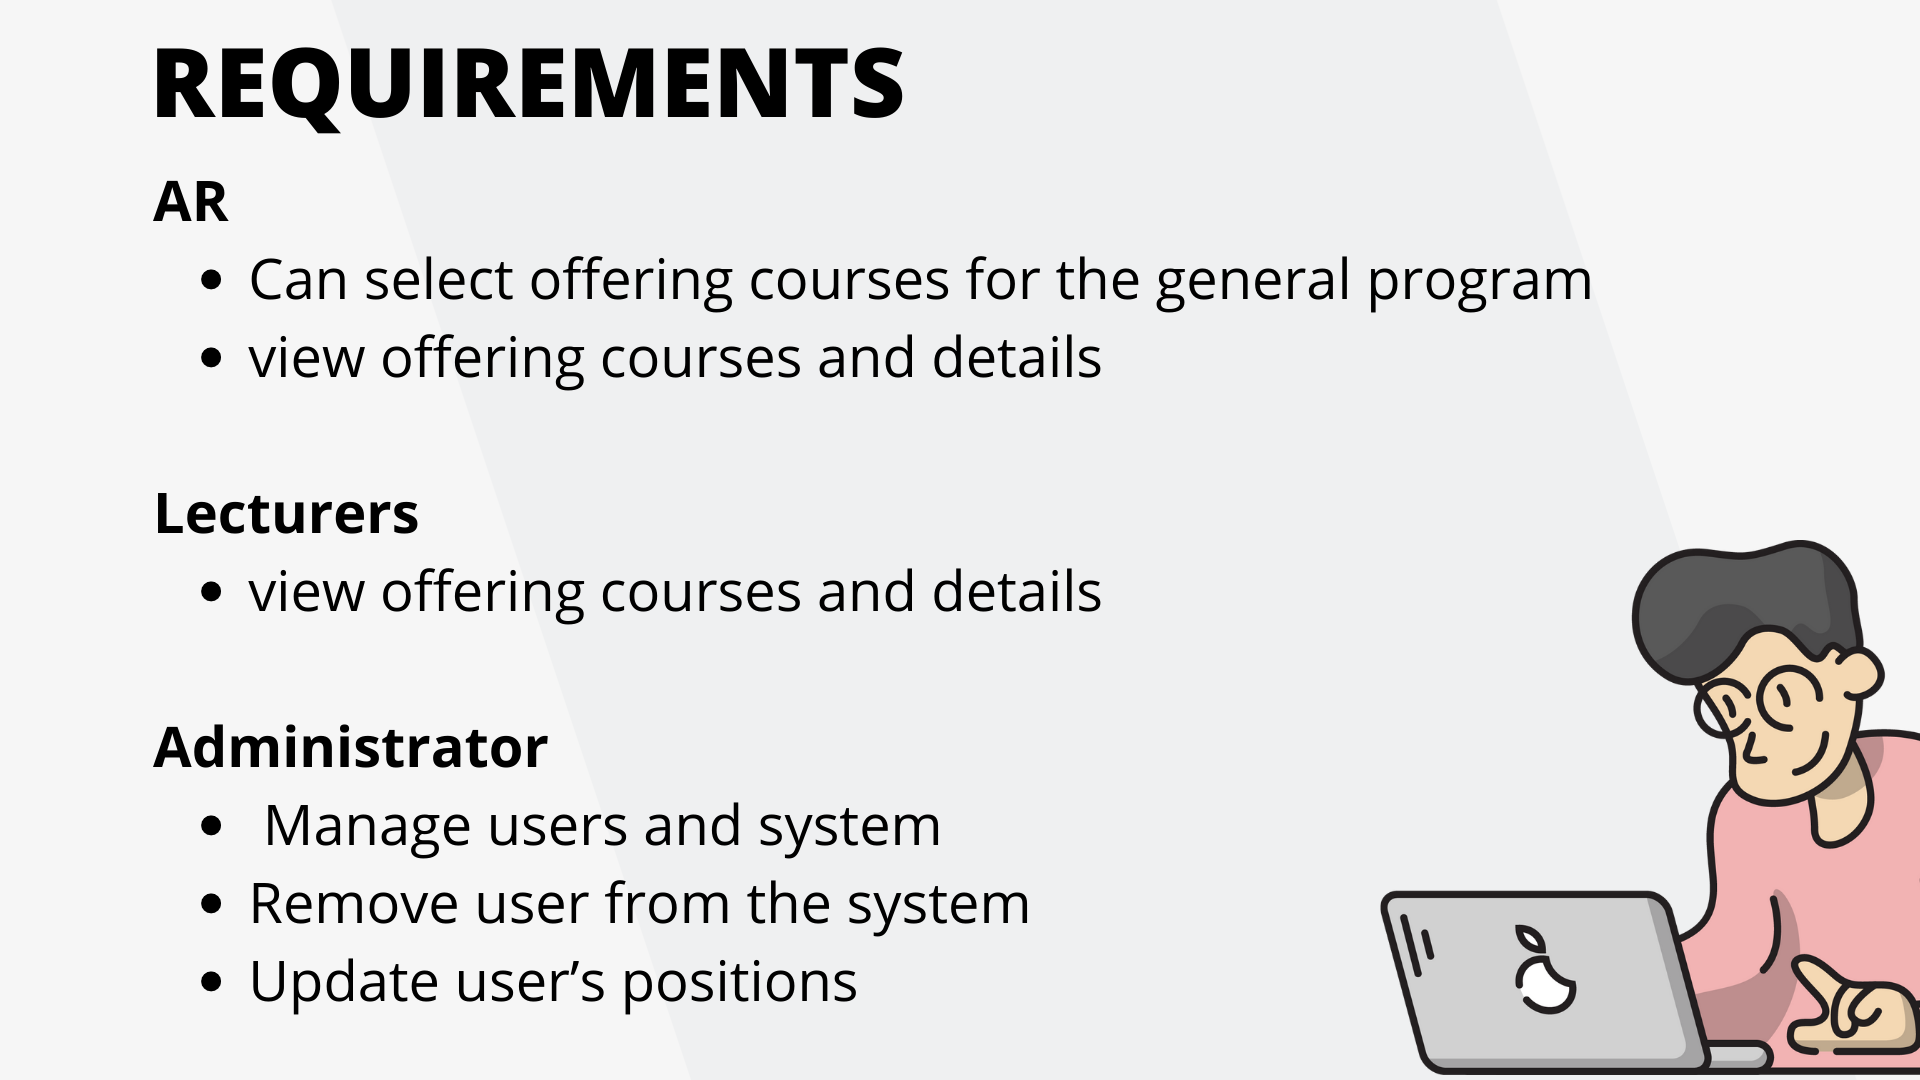 REQUIREMENTS
AR
• Can select offering courses for the general program
• view offering courses and details
Lecturers
• view offering courses and details
Administrator
• Manage users and system
• Remove user from the system
• Update user’s positions